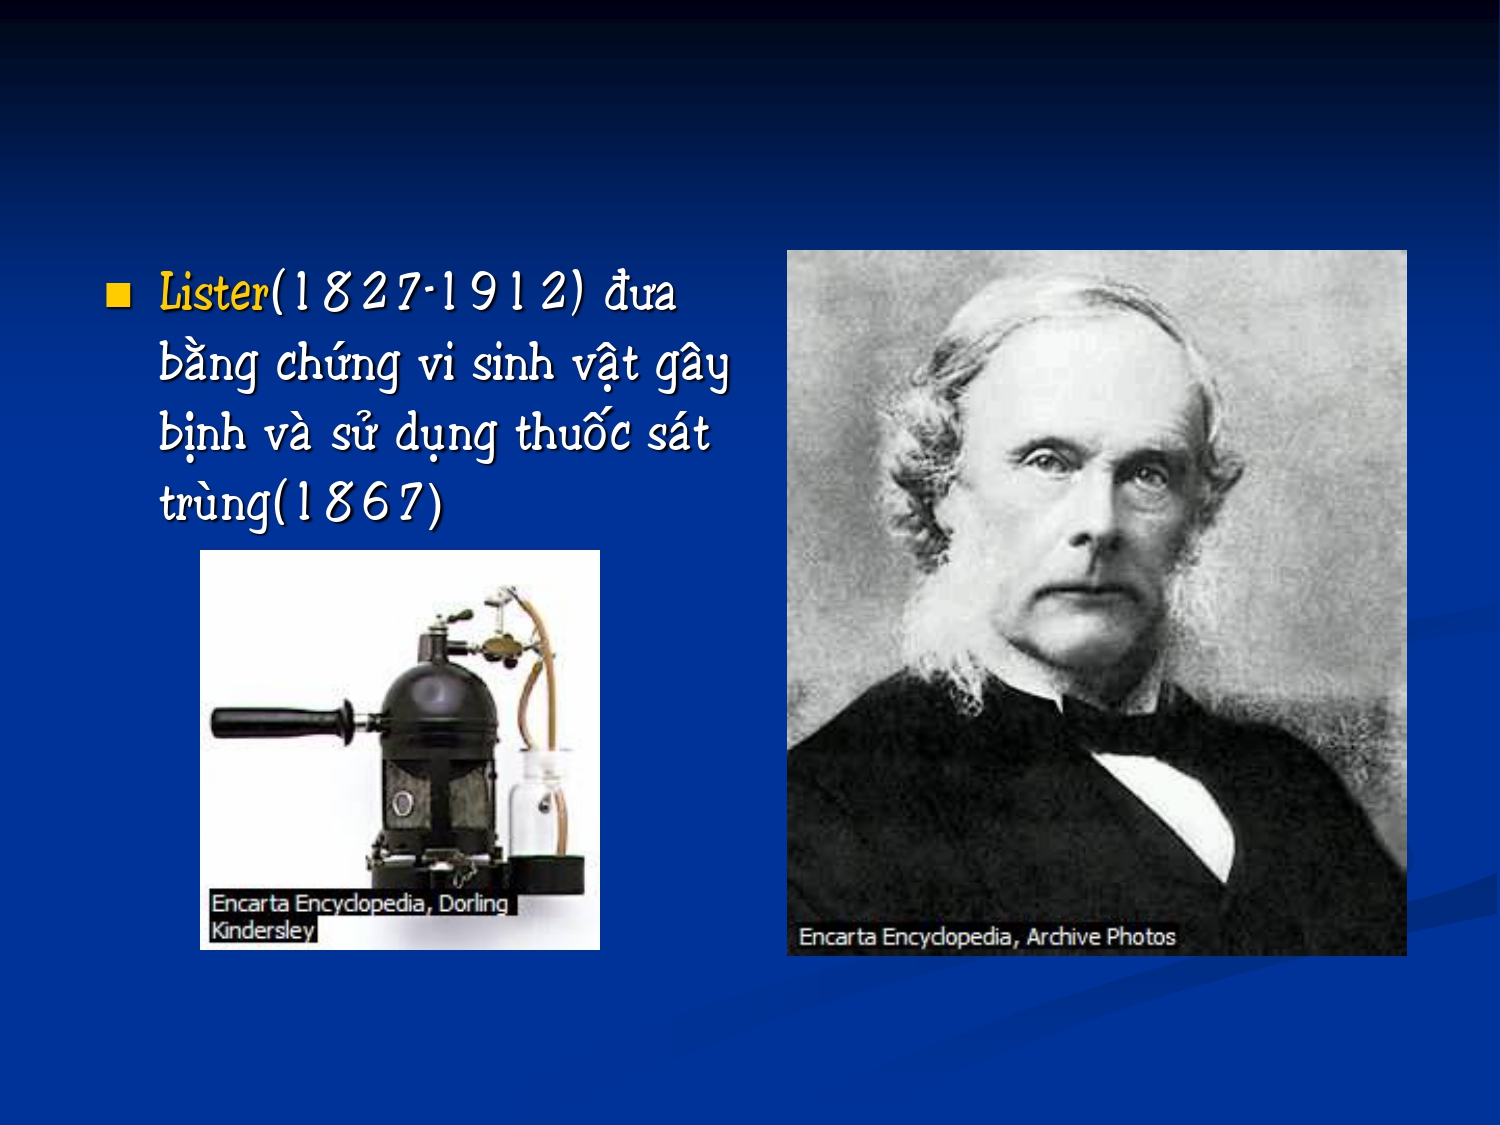 Lister(1827-1912) đưa
bằng chứng vi sinh vật gây
bịnh và sử dụng thuốc sát
trùng(1867)
Encarta Encyclopedia, Dorling
Kindersley
Encarta Encyclopedia, Archive Photos